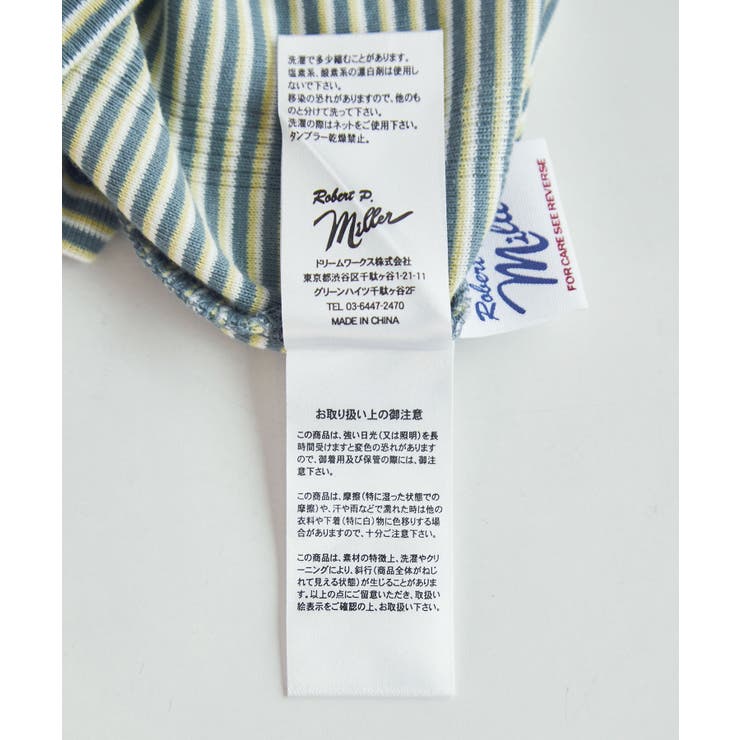 洗濯で多少縮むことがあります。
塩素系、酸素系の漂白剤は使用し
ないで下さい。
移染の恐れがありますので、他のも
のと分けて洗って下さい。
洗濯の際はネットをご使用下さい。
タンブラー乾燥禁止。
Robert P.
Miller
ドリームワークス株式会社
東京都渋谷区千駄ヶ谷1-21-11
グリーンハイツ千駄ヶ谷2F
TEL 03-6447-2470
MADE IN CHINA
お取り扱い上の御注意
この商品は、強い日光(又は照明)を長
時間受けますと変色の恐れがあります
ので、御着用及び保管の際には、御注
意下さい。
この商品は、摩擦(特に湿った状態での
摩擦)や、汗や雨などで濡れた時は他の
衣料や下着(特に白)物に色移りする場
合がありますので、十分ご注意下さい。
この商品は、素材の特徴上、洗濯やクリ
ーニングにより、斜行(商品全体がねじ
れて見える状態)が生じることがありま
す。以上の点にご留意いただき、取扱い
絵表示をご確認の上、お取扱い下さい。
Robert
FOR CARE SEE REVERSE